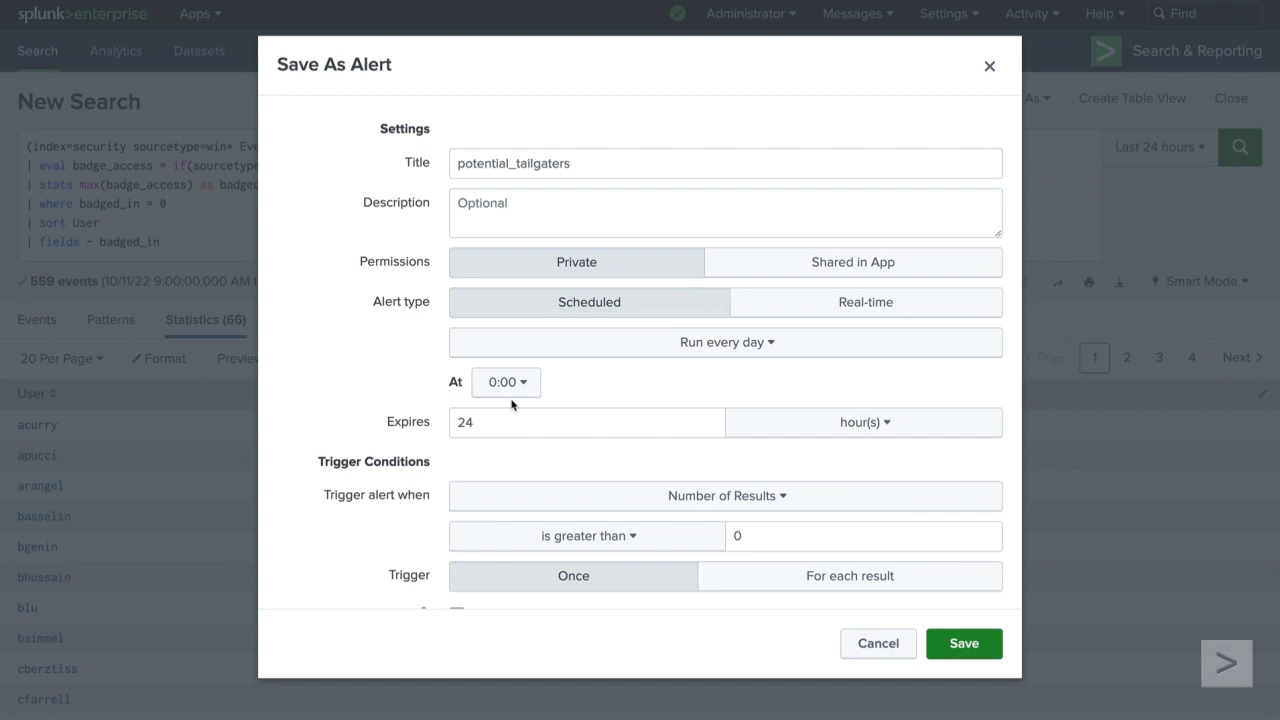 splunk>enterprise Apps Administrator Messages Settings Activity Help Find
Search Analytics Datasets Search & Reporting
Save As Alert
New Search As Create Table View Close
Settings
(index=security sourcetype=win* Last 24 hours
Title potential_tailgaters
| eval badge_access = if(sourcetype
| stats max(badge_access) as badged
| where badged_in = 0
| sort User
| fields - badged_in
Description Optional
Permissions Private Shared in App
559 events (10/11/22 9:00:00.000 AM Smart Mode
Alert type Scheduled Real-time
Events Patterns Statistics (66)
Run every day
20 Per Page Format Prev 1 2 3 4 Next
At 0:00
User
Expires 24 hour(s)
Trigger Conditions
Trigger alert when Number of Results
is greater than 0
Trigger Once For each result
acurry
apucci
arangel
basselin
bgenin
bhussain
blu
bsimmel
cberztiss
cfarrell
Cancel Save